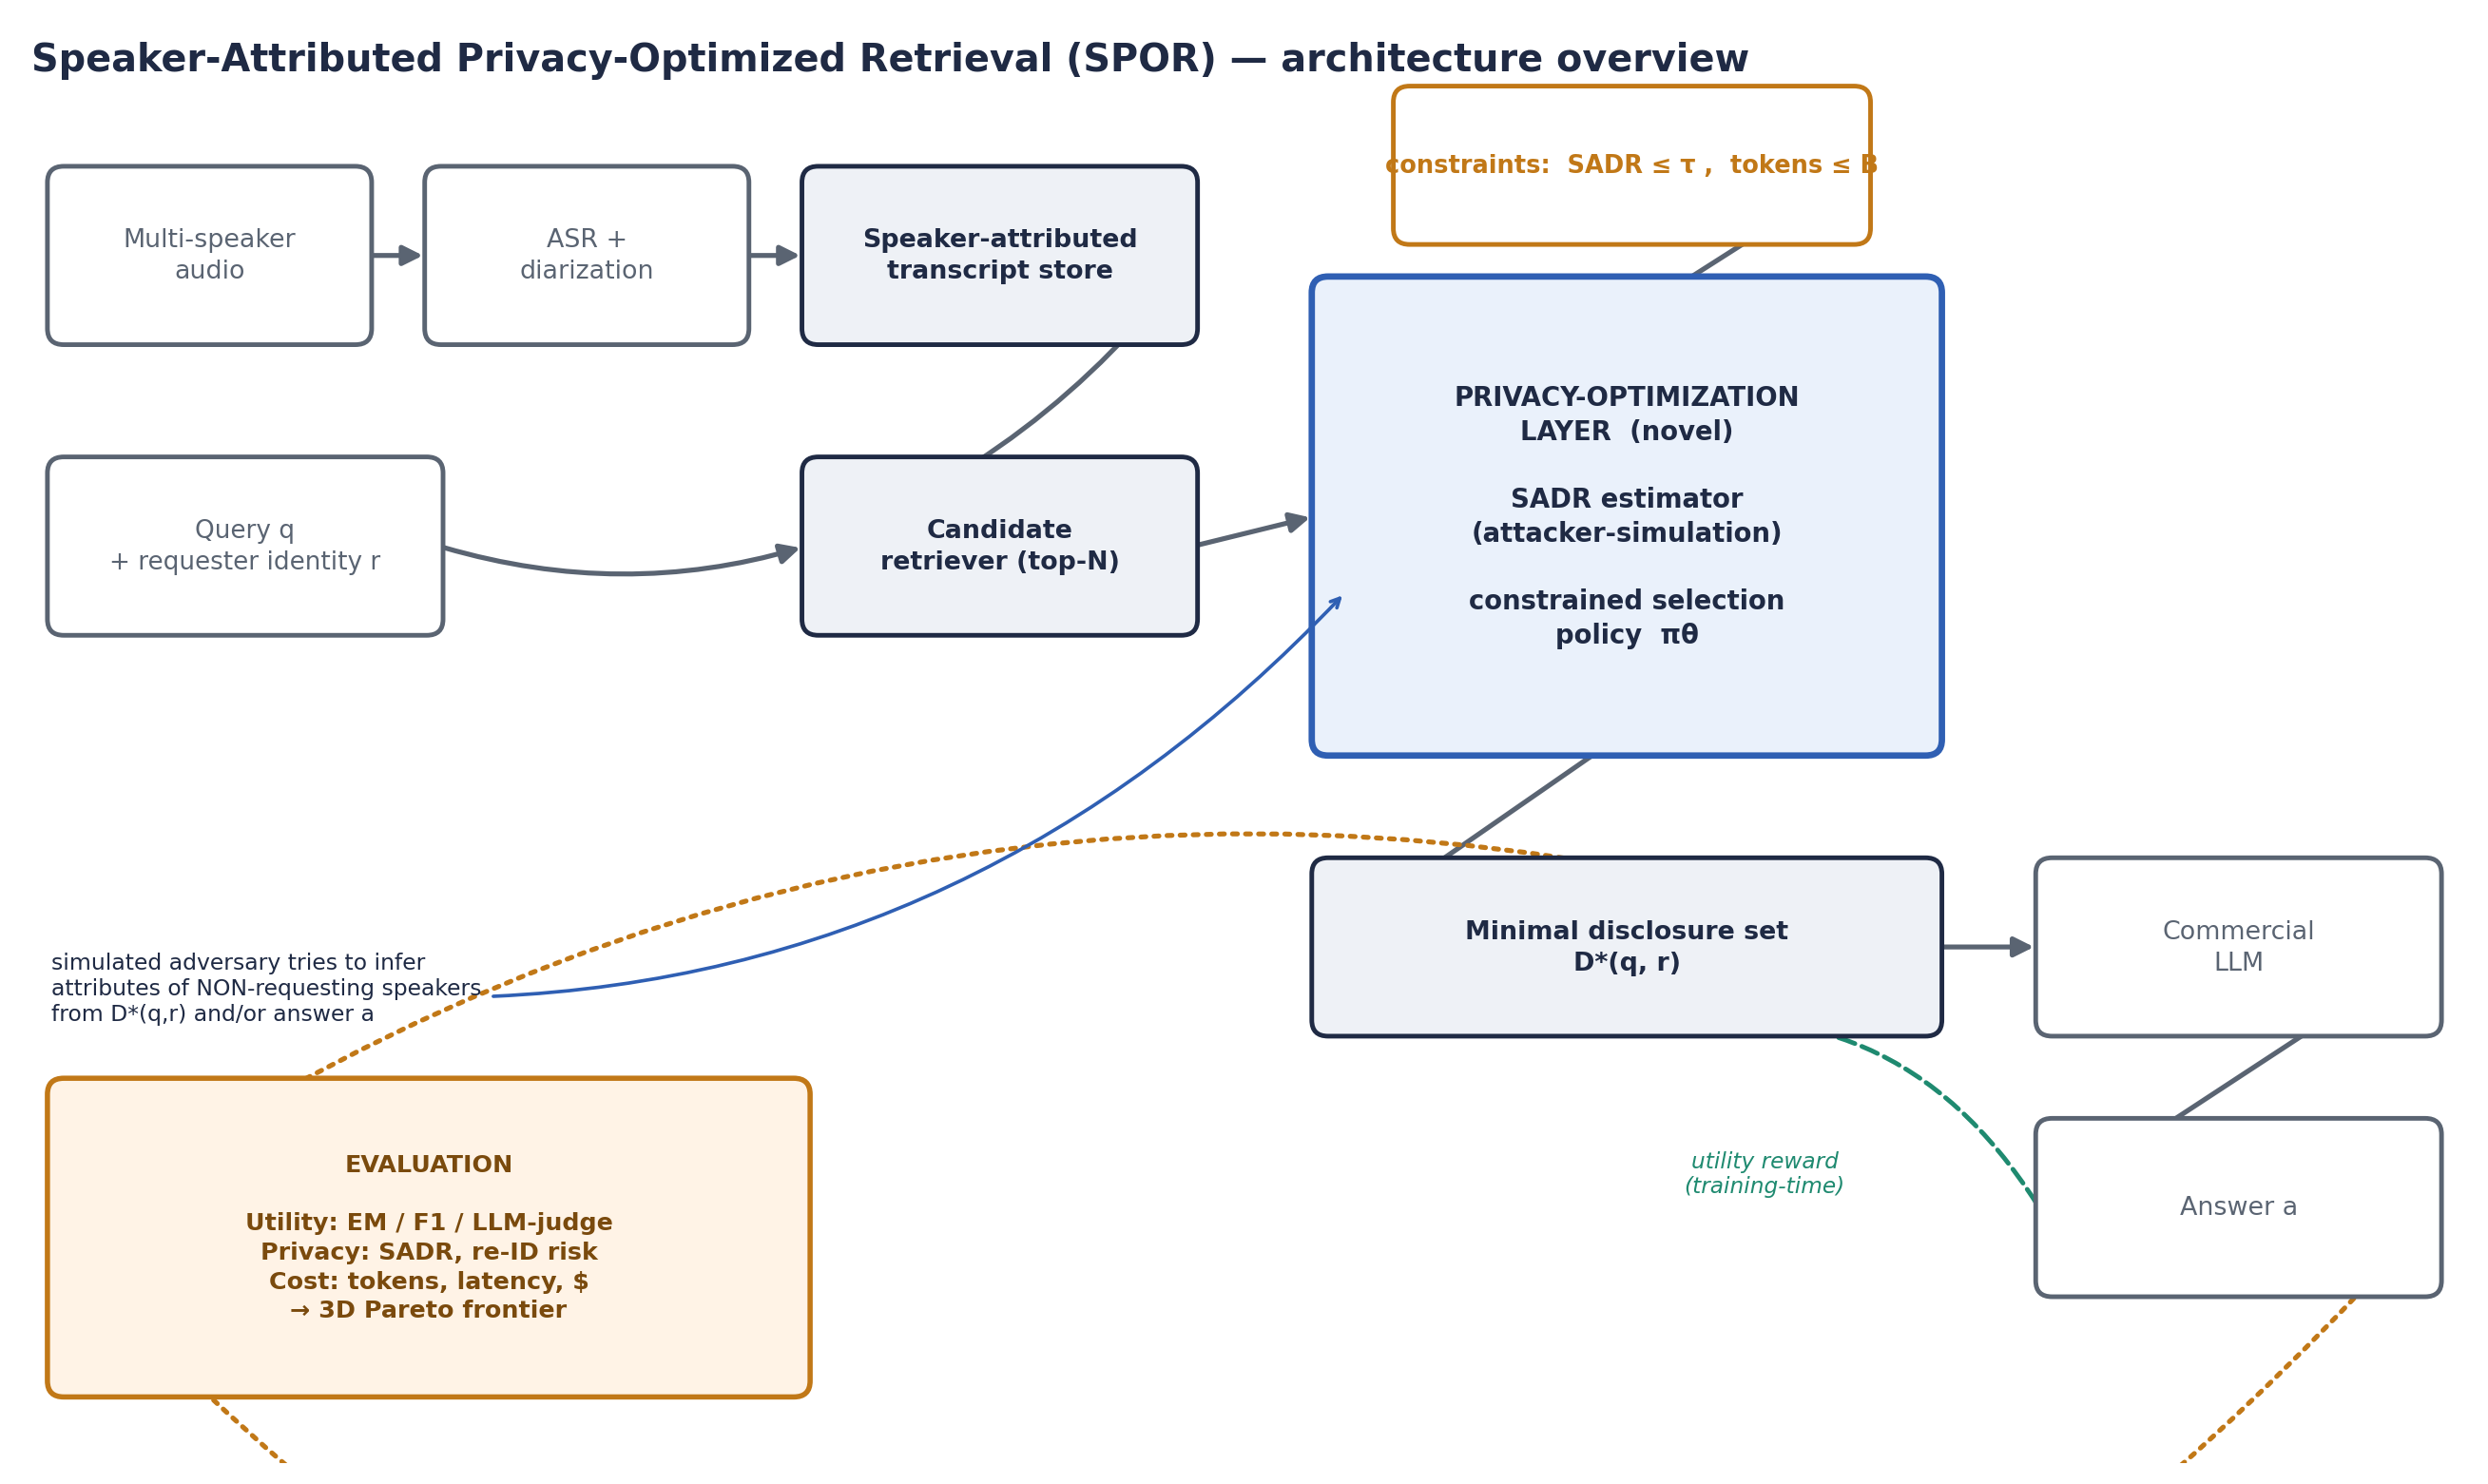 Speaker-Attributed Privacy-Optimized Retrieval (SPOR) — architecture overview
constraints:  SADR ≤ τ ,  tokens ≤ B
Multi-speaker
audio
ASR +
diarization
Speaker-attributed
transcript store
PRIVACY-OPTIMIZATION
LAYER  (novel)
SADR estimator
(attacker-simulation)
constrained selection
policy  πθ
Query q
+ requester identity r
Candidate
retriever (top-N)
Minimal disclosure set
D*(q, r)
Commercial
LLM
simulated adversary tries to infer
attributes of NON-requesting speakers
from D*(q,r) and/or answer a
utility reward
(training-time)
Answer a
EVALUATION
Utility: EM / F1 / LLM-judge
Privacy: SADR, re-ID risk
Cost: tokens, latency, $
→ 3D Pareto frontier